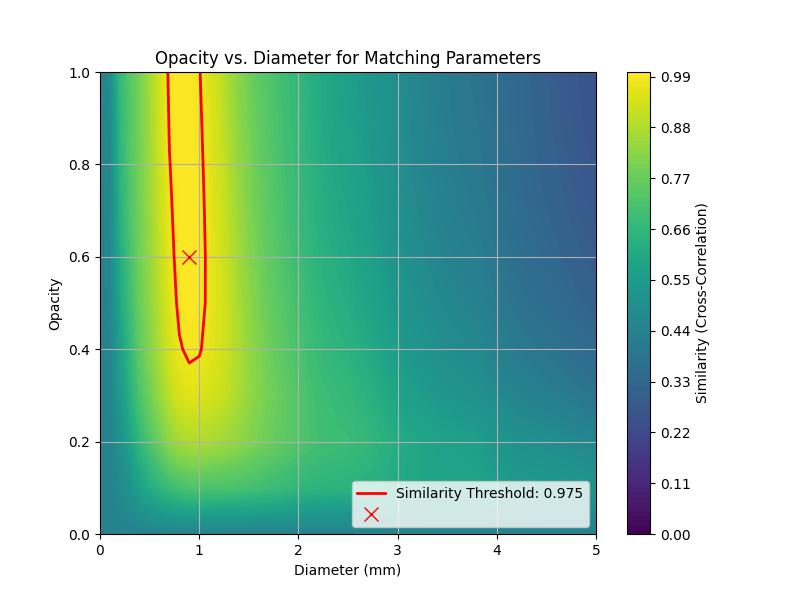 Opacity vs. Diameter for Matching Parameters
1.0
0.8
0.6
0.4
0.2
0.0
Opacity
0 1 2 3 4 5
Diameter (mm)
Similarity Threshold: 0.975
0.99
0.88
0.77
0.66
0.55
0.44
0.33
0.22
0.11
0.00
Similarity (Cross-Correlation)